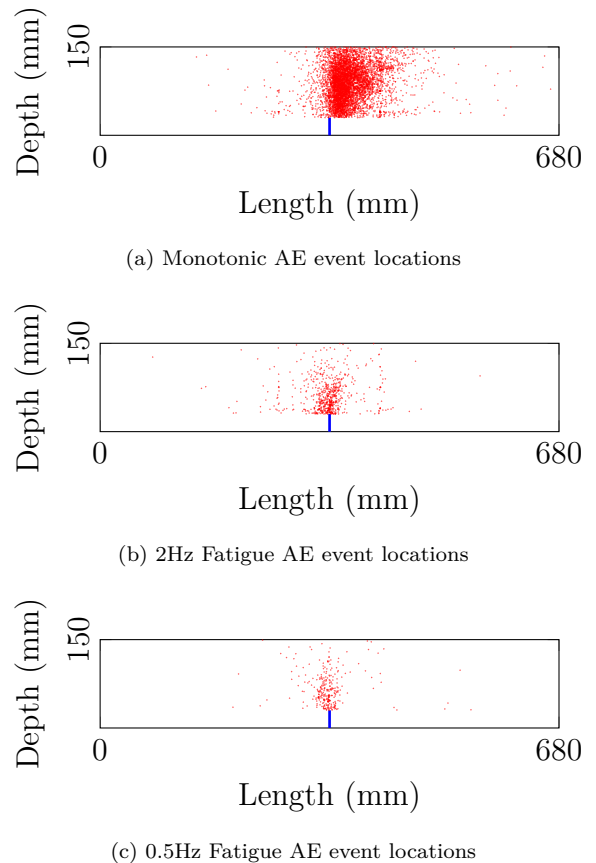 Depth (mm)
150
0
680
Length (mm)
(a) Monotonic AE event locations
Depth (mm)
150
0
680
Length (mm)
(b) 2Hz Fatigue AE event locations
Depth (mm)
150
0
680
Length (mm)
(c) 0.5Hz Fatigue AE event locations